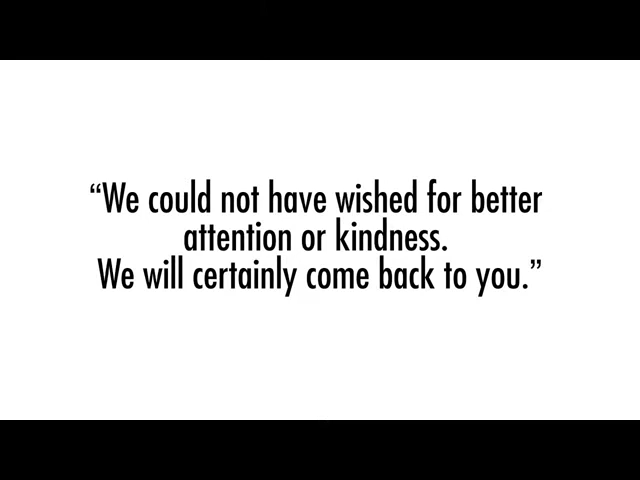 “We could not have wished for better
attention or kindness.
We will certainly come back to you.”